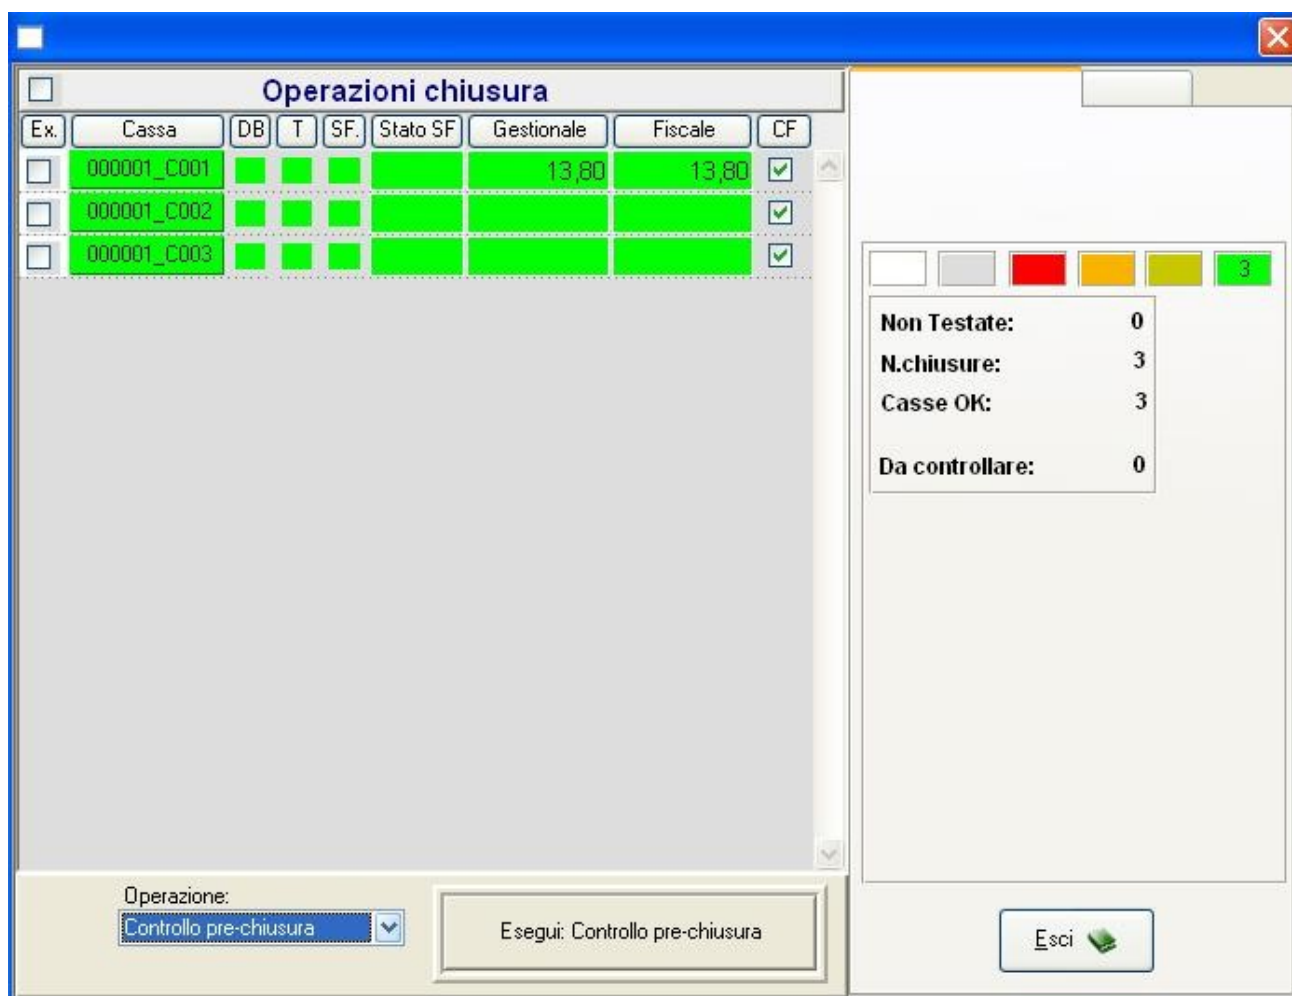 Operazioni chiusura
Ex. Cassa DB T SF. Stato SF Gestionale Fiscale CF
000001_C001 13,80 13,80
000001_C002
000001_C003
3
Non Testate: 0
N.chiusure: 3
Casse OK: 3
Da controllare: 0
Operazione:
Controllo pre-chiusura
Esegui: Controllo pre-chiusura
Esci